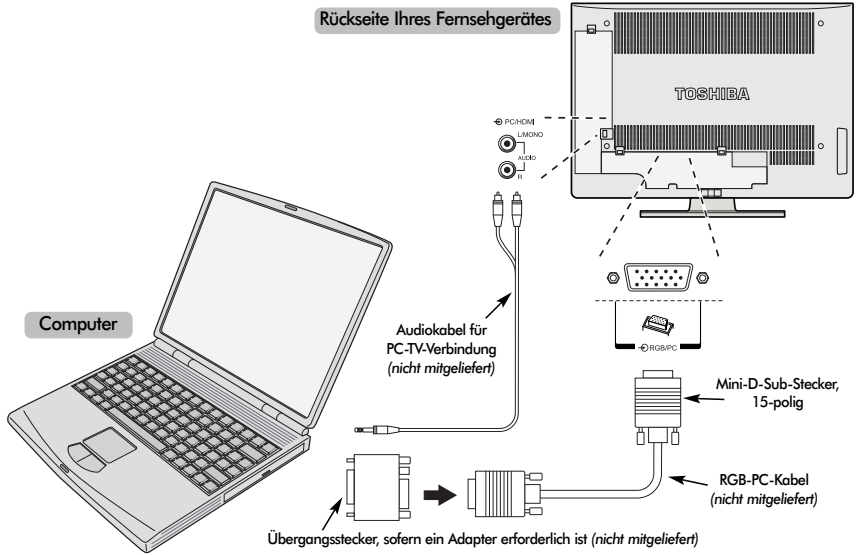 Rückseite Ihres Fernsehgerätes
TOSHIBA
PC/HDMI
L/MONO
AUDIO
R
Computer
Audiokabel für
PC-TV-Verbindung
(nicht mitgeliefert)
RGB/PC
Mini-D-Sub-Stecker,
15-polig
RGB-PC-Kabel
(nicht mitgeliefert)
Übergangsstecker, sofern ein Adapter erforderlich ist (nicht mitgeliefert)